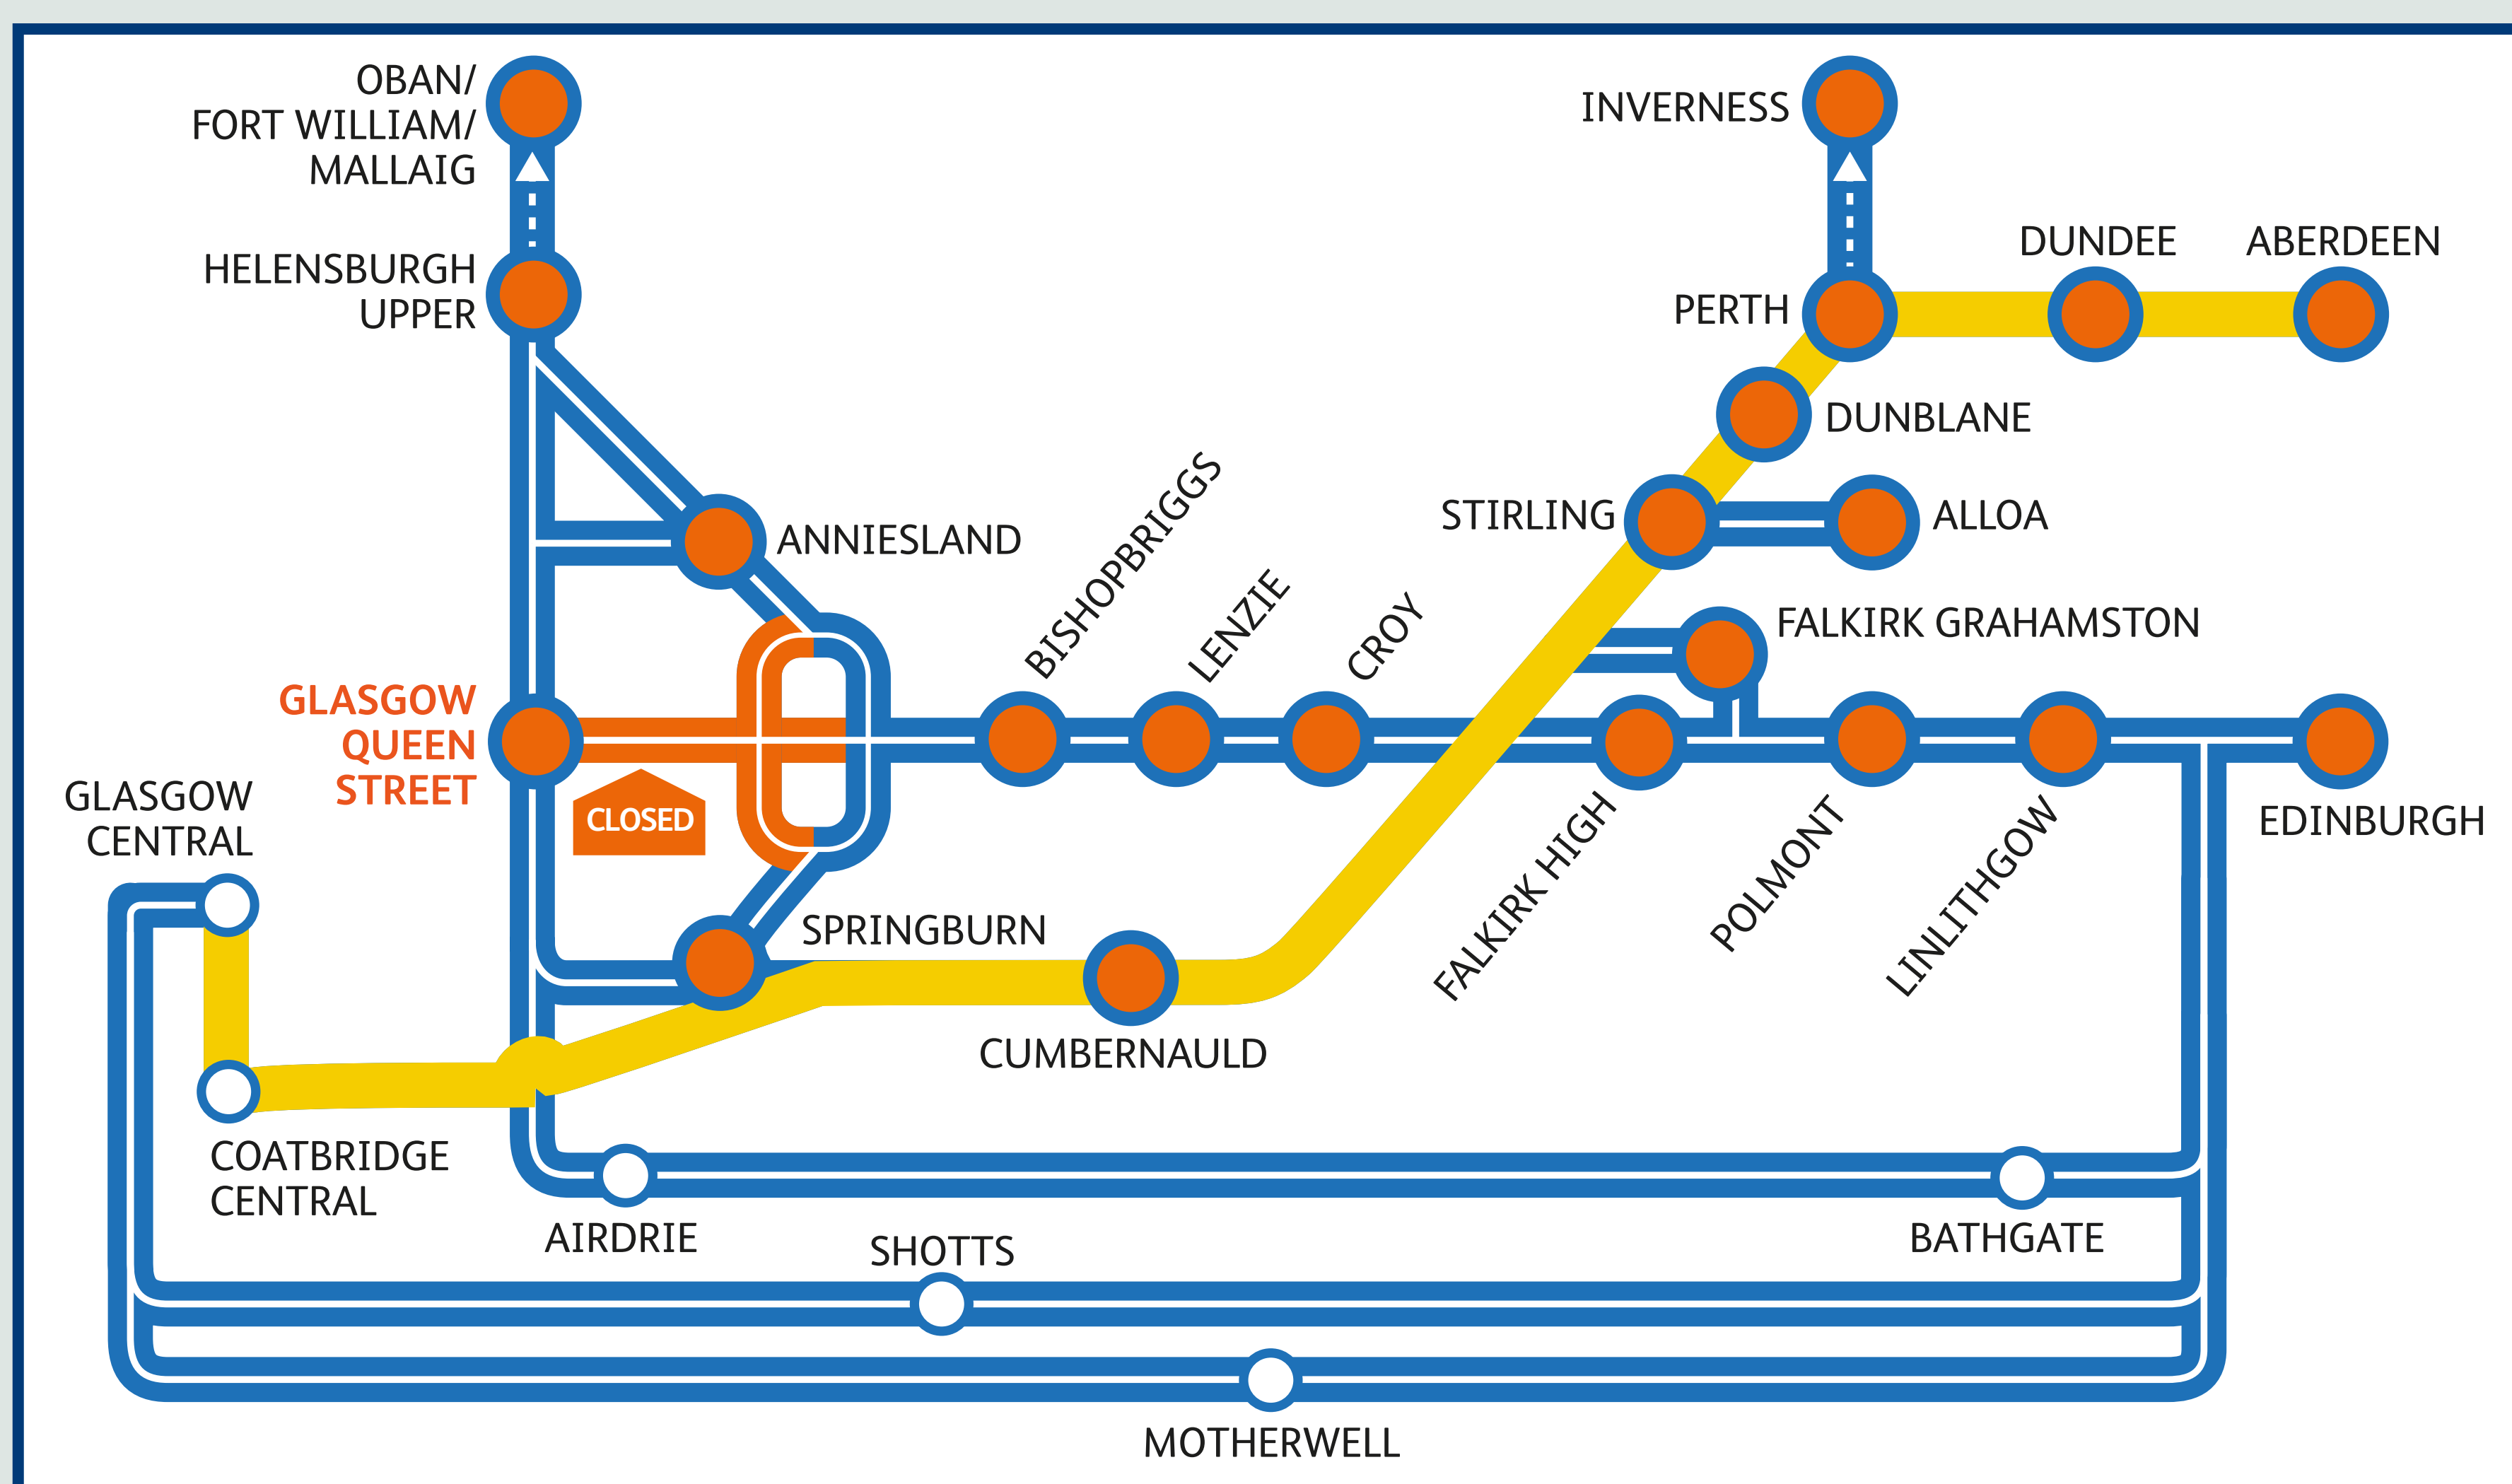 OBAN/
FORT WILLIAM/
MALLAIG
INVERNESS
HELENSBURGH
UPPER
DUNDEE
ABERDEEN
PERTH
DUNBLANE
ANNIESLAND
BISHOPBRIGGS
LENZIE
CROY
STIRLING
ALLOA
FALKIRK GRAHAMSTON
GLASGOW
QUEEN
STREET
GLASGOW
CENTRAL
CLOSED
EDINBURGH
FALKIRK HIGH
POLMONT
LINLITHGOW
SPRINGBURN
CUMBERNAULD
COATBRIDGE
CENTRAL
AIRDRIE
BATHGATE
SHOTTS
MOTHERWELL